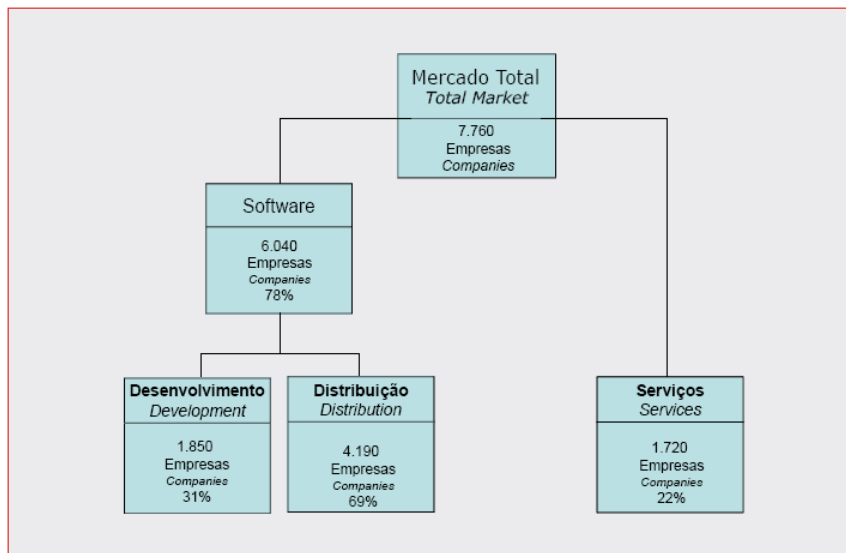 Mercado Total
Total Market
7.760
Empresas
Companies
Software
6.040
Empresas
Companies
78%
Desenvolvimento
Development
1.850
Empresas
Companies
31%
Distribuição
Distribution
4.190
Empresas
Companies
69%
Serviços
Services
1.720
Empresas
Companies
22%